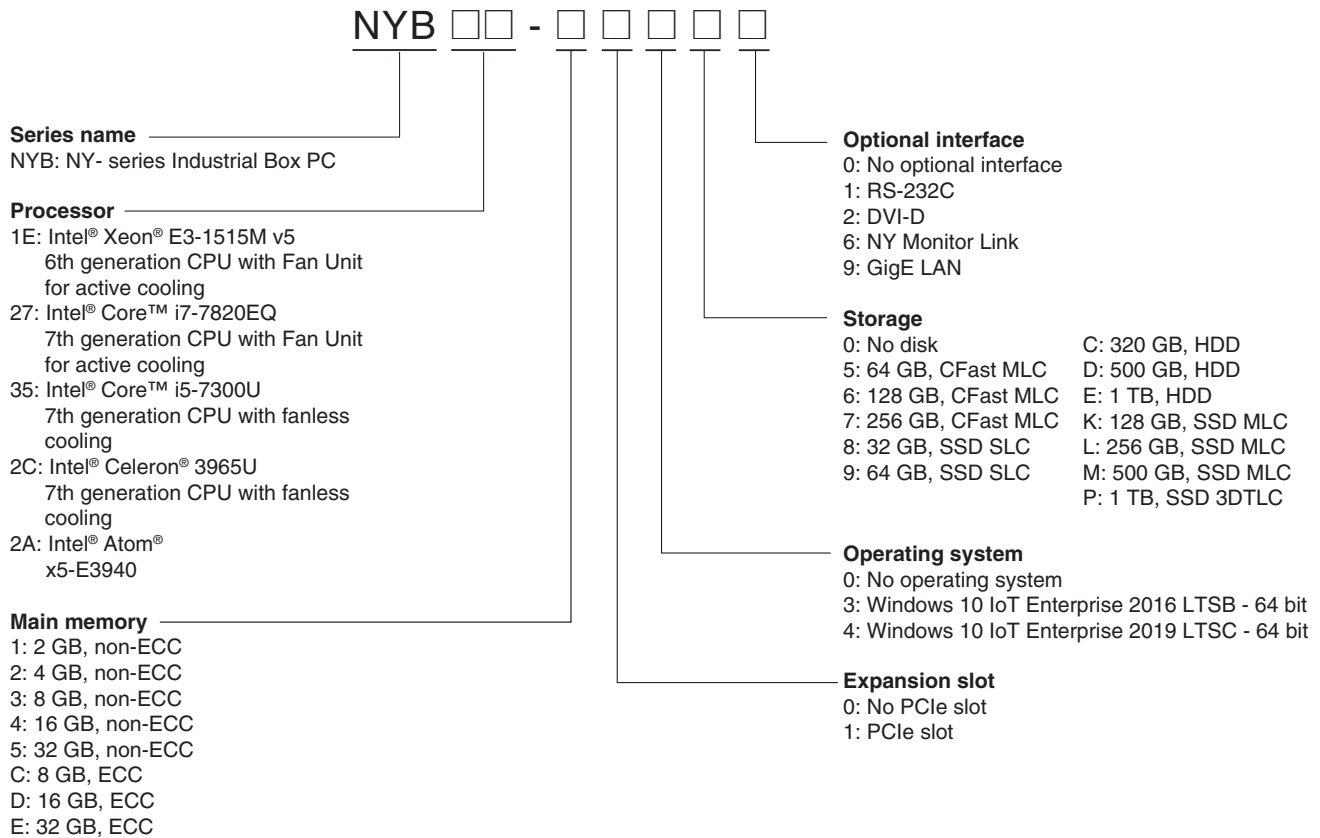 NYB □□ - □ □ □ □ □
Series name
NYB: NY- series Industrial Box PC
Processor
1E: Intel® Xeon® E3-1515M v5
6th generation CPU with Fan Unit
for active cooling
27: Intel® Core™ i7-7820EQ
7th generation CPU with Fan Unit
for active cooling
35: Intel® Core™ i5-7300U
7th generation CPU with fanless
cooling
2C: Intel® Celeron® 3965U
7th generation CPU with fanless
cooling
2A: Intel® Atom®
x5-E3940
Main memory
1: 2 GB, non-ECC
2: 4 GB, non-ECC
3: 8 GB, non-ECC
4: 16 GB, non-ECC
5: 32 GB, non-ECC
C: 8 GB, ECC
D: 16 GB, ECC
E: 32 GB, ECC
Optional interface
0: No optional interface
1: RS-232C
2: DVI-D
6: NY Monitor Link
9: GigE LAN
Storage
0: No disk
5: 64 GB, CFast MLC
6: 128 GB, CFast MLC
7: 256 GB, CFast MLC
8: 32 GB, SSD SLC
9: 64 GB, SSD SLC
C: 320 GB, HDD
D: 500 GB, HDD
E: 1 TB, HDD
K: 128 GB, SSD MLC
L: 256 GB, SSD MLC
M: 500 GB, SSD MLC
P: 1 TB, SSD 3DTLC
Operating system
0: No operating system
3: Windows 10 IoT Enterprise 2016 LTSB - 64 bit
4: Windows 10 IoT Enterprise 2019 LTSC - 64 bit
Expansion slot
0: No PCIe slot
1: PCIe slot